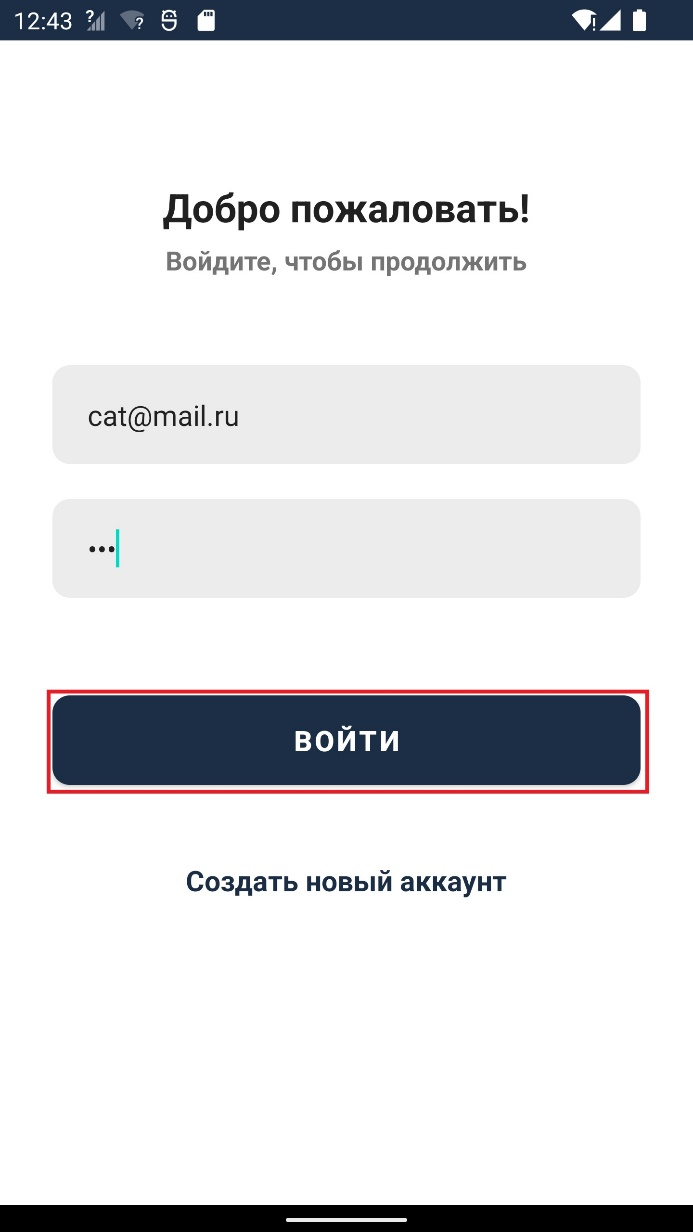 12:43
Добро пожаловать!
Войдите, чтобы продолжить
cat@mail.ru
•••
ВОЙТИ
Создать новый аккаунт